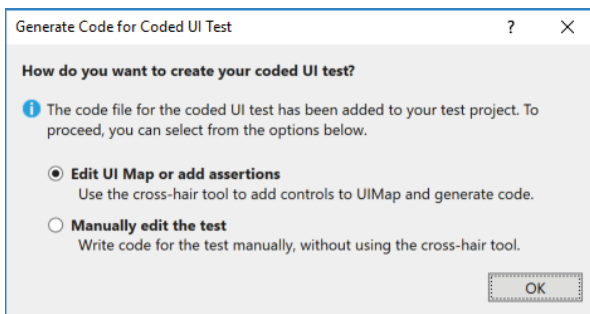 Generate Code for Coded UI Test
How do you want to create your coded UI test?
The code file for the coded UI test has been added to your test project. To
proceed, you can select from the options below.
Edit UI Map or add assertions
Use the cross-hair tool to add controls to UIMap and generate code.
Manually edit the test
Write code for the test manually, without using the cross-hair tool.
OK